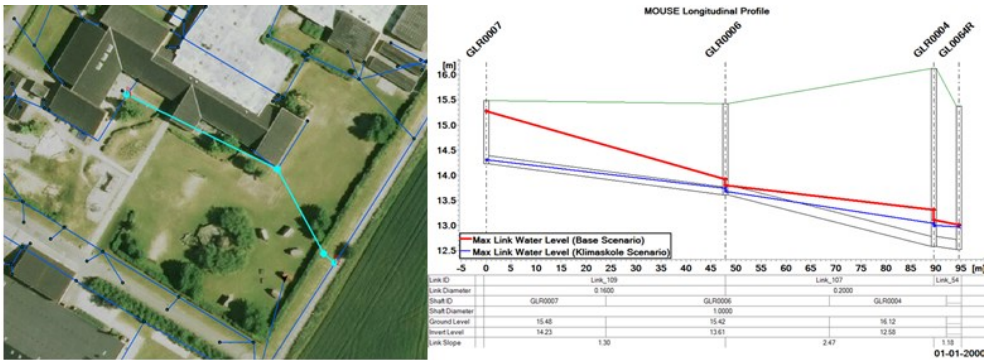 MOUSE Longitudinal Profile
GLR0007
GLR0006
GLR0004
GL0064R
[m]
16.0
15.5
15.0
14.5
14.0
13.5
13.0
12.5
Max Link Water Level (Base Scenario)
Max Link Water Level (Klimaskole Scenario)
-5 0 5 10 15 20 25 30 35 40 45 50 55 60 65 70 75 80 85 90 95 [m]
Link ID Link_109 Link_107 Link_54
Link Diameter 0.1600 0.2000
Shaft ID GLR0007 GLR0006 GLR0004
Shaft Diameter 1.0000
Ground Level 15.48 15.42 16.12
Invert Level 14.23 13.61 12.58
Link Slope 1.30 2.47 1.18
01-01-2000